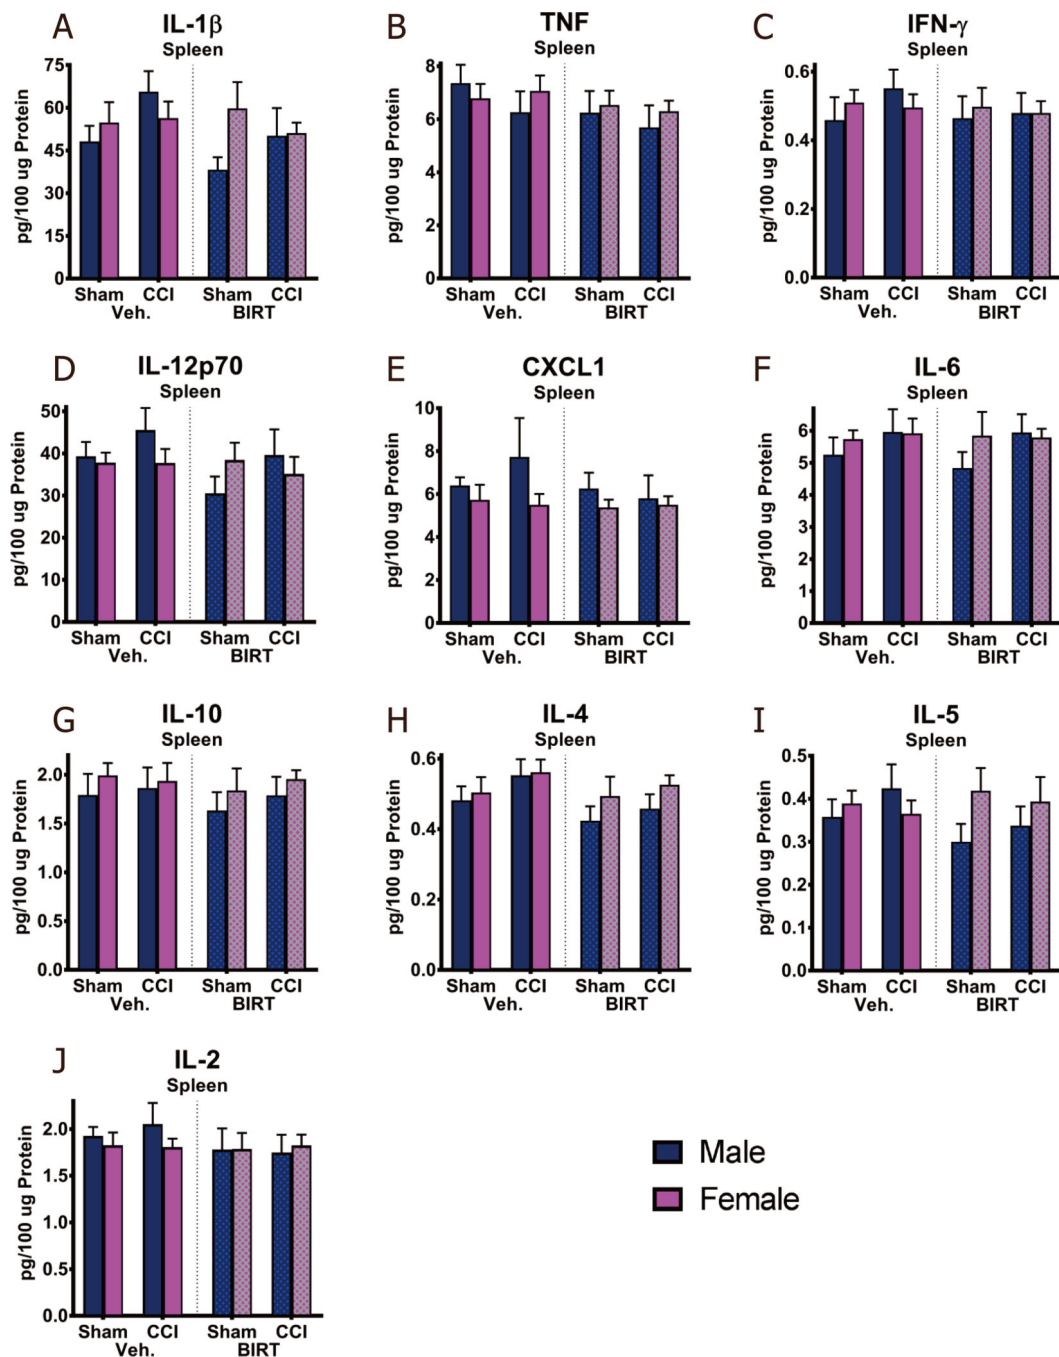 A IL-1β
Spleen
pg/100 ug Protein
75
60
45
30
15
0
Sham CCI Sham CCI
Veh. BIRT
B TNF
Spleen
pg/100 ug Protein
8
6
4
2
0
Sham CCI Sham CCI
Veh. BIRT
C IFN-γ
Spleen
pg/100 ug Protein
0.6
0.4
0.2
0.0
Sham CCI Sham CCI
Veh. BIRT
D IL-12p70
Spleen
pg/100 ug Protein
50
40
30
20
10
0
Sham CCI Sham CCI
Veh. BIRT
E CXCL1
Spleen
pg/100 ug Protein
10
8
6
4
2
0
Sham CCI Sham CCI
Veh. BIRT
F IL-6
Spleen
pg/100 ug Protein
6
5
4
3
2
1
0
Sham CCI Sham CCI
Veh. BIRT
G IL-10
Spleen
pg/100 ug Protein
2.0
1.5
1.0
0.5
0.0
Sham CCI Sham CCI
Veh. BIRT
H IL-4
Spleen
pg/100 ug Protein
0.6
0.4
0.2
0.0
Sham CCI Sham CCI
Veh. BIRT
I IL-5
Spleen
pg/100 ug Protein
0.5
0.4
0.3
0.2
0.1
0.0
Sham CCI Sham CCI
Veh. BIRT
J IL-2
Spleen
pg/100 ug Protein
2.0
1.5
1.0
0.5
0.0
Sham CCI Sham CCI
Veh. BIRT
Male
Female